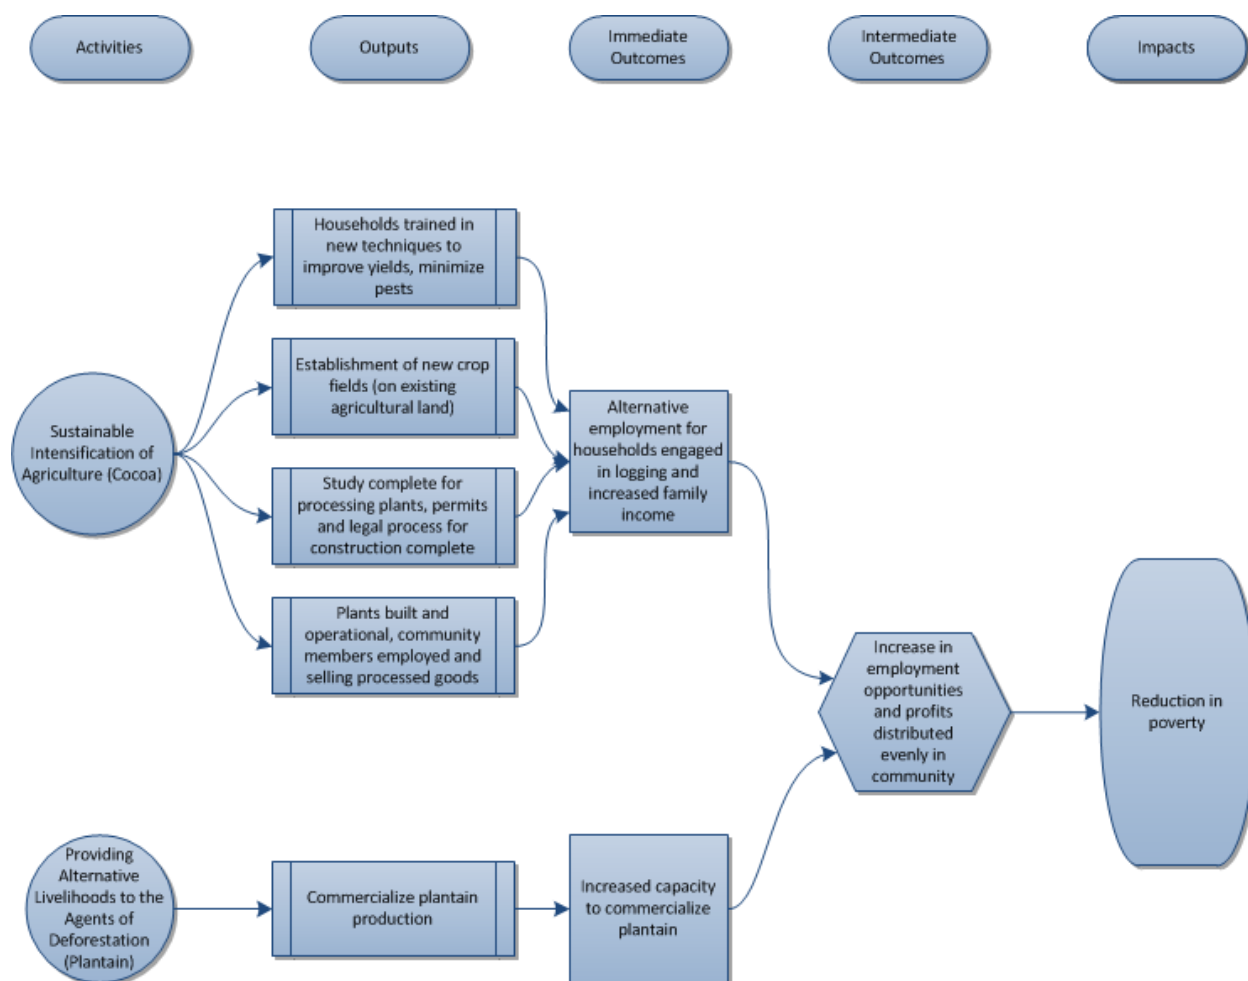 Activities
Outputs
Immediate
Outcomes
Intermediate
Outcomes
Impacts
Households trained in
new techniques to
improve yields, minimize
pests
Establishment of new crop
fields (on existing
agricultural land)
Sustainable
Intensification of
Agriculture (Cocoa)
Study complete for
processing plants, permits
and legal process for
construction complete
Plants built and
operational, community
members employed and
selling processed goods
Alternative
employment for
households engaged
in logging and
increased family
income
Increase in
employment
opportunities
and profits
distributed
evenly in
community
Reduction in
poverty
Providing
Alternative
Livelihoods to the
Agents of
Deforestation
(Plantain)
Commercialize plantain
production
Increased capacity
to commercialize
plantain